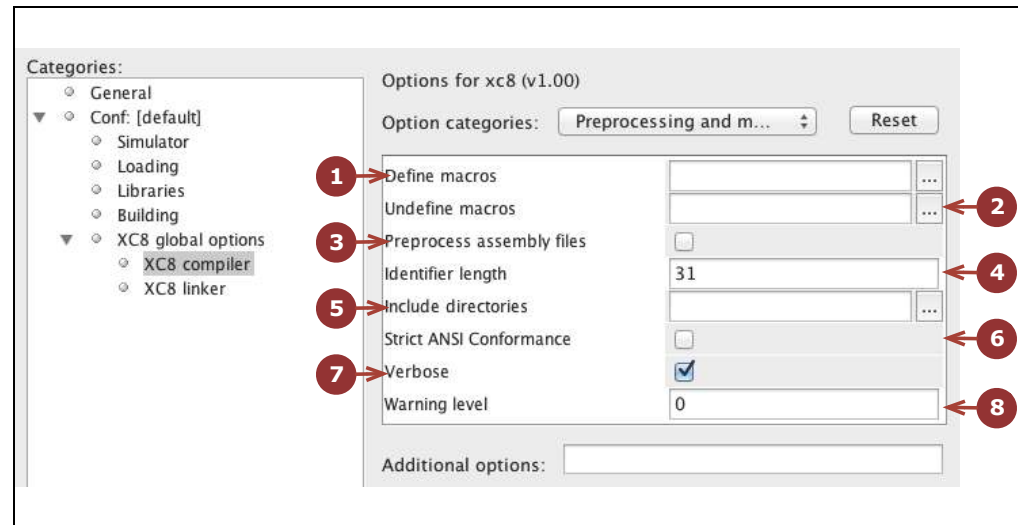 Categories:
General
Conf: [default]
Simulator
Loading
Libraries
Building
XC8 global options
XC8 compiler
XC8 linker
Options for xc8 (v1.00)
Option categories: Preprocessing and m... Reset
1 Define macros ...
Undefine macros ... 2
3 Preprocess assembly files
Identifier length 31 4
5 Include directories ...
Strict ANSI Conformance 6
7 Verbose
Warning level 0 8
Additional options: